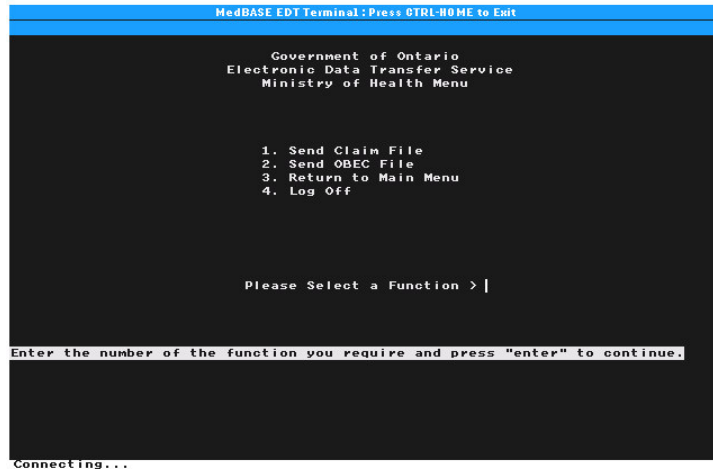 MedBASE EDT Terminal : Press CTRL-HOME to Exit
Government of Ontario
Electronic Data Transfer Service
Ministry of Health Menu
1. Send Claim File
2. Send OBEC File
3. Return to Main Menu
4. Log Off
Please Select a Function >
Enter the number of the function you require and press "enter" to continue.
Connecting...